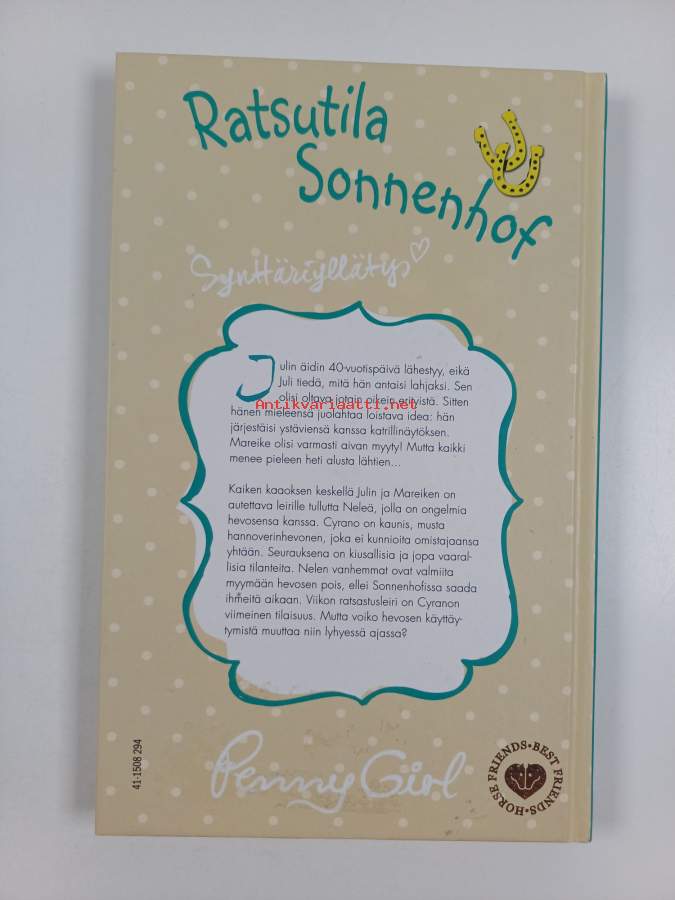 Ratsutila
Sonnenhof
Synttäriyllätys
Julin äidin 40-vuotispäivä lähestyy, eikä
Juli tiedä, mitä hän antaisi lahjaksi. Sen
olisi oltava jotain oikein erityistä. Sitten
Antikvariaatti.net
hänen mieleensä juolahtaa loistava idea: hän
järjestäisi ystäviensä kanssa katrillinäytöksen.
Mareike olisi varmasti aivan myyty! Mutta kaikki
menee pieleen heti alusta lähtien...
Kaiken kaaoksen keskellä Julin ja Mareiken on
autettava leirille tullutta Neleä, jolla on ongelmia
hevosensa kanssa. Cyrano on kaunis, musta
hannoverinhevonen, joka ei kunnioita omistajaansa
yhtään. Seurauksena on kiusallisia ja jopa vaaral-
lisia tilanteita. Nelen vanhemmat ovat valmiita
myymään hevosen pois, ellei Sonnenhofissa saada
ihmeitä aikaan. Viikon ratsastusleiri on Cyranon
viimeinen tilaisuus. Mutta voiko hevosen käyttäy-
tymistä muuttaa niin lyhyessä ajassa?
41-1508 294
Penny Girl
HORSE FRIENDS • BEST FRIENDS •